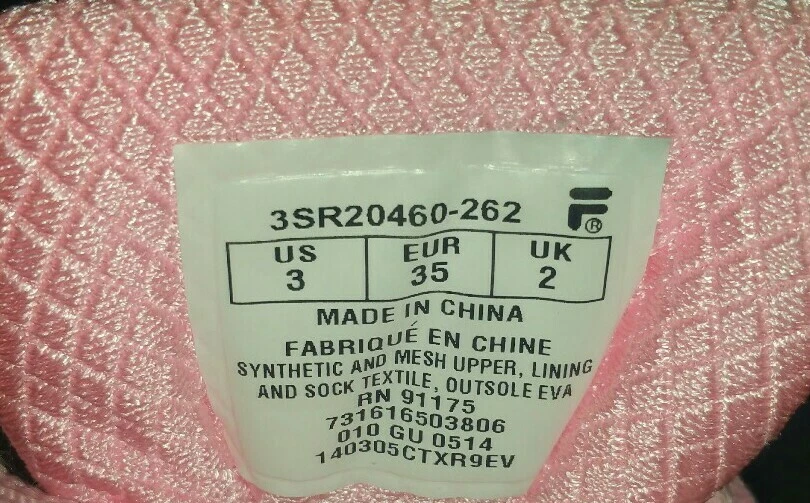 3SR20460-262
US EUR UK
3 35 2
MADE IN CHINA
FABRIQUÉ EN CHINE
SYNTHETIC AND MESH UPPER, LINING
AND SOCK TEXTILE, OUTSOLE EVA
RN 91175
731616503806
010 GU 0514
140305CTXR9EV